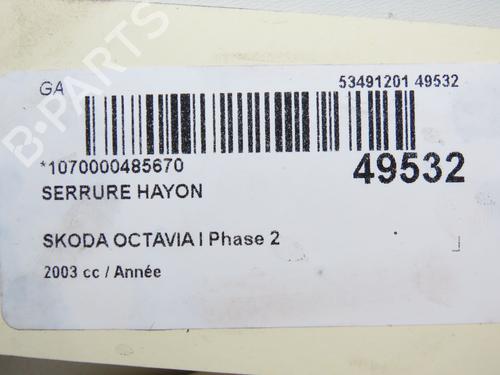 GA 53491201 49532
*1070000485670 49532
SERRURE HAYON
SKODA OCTAVIA I Phase 2
2003 cc / Année
B-PARTS